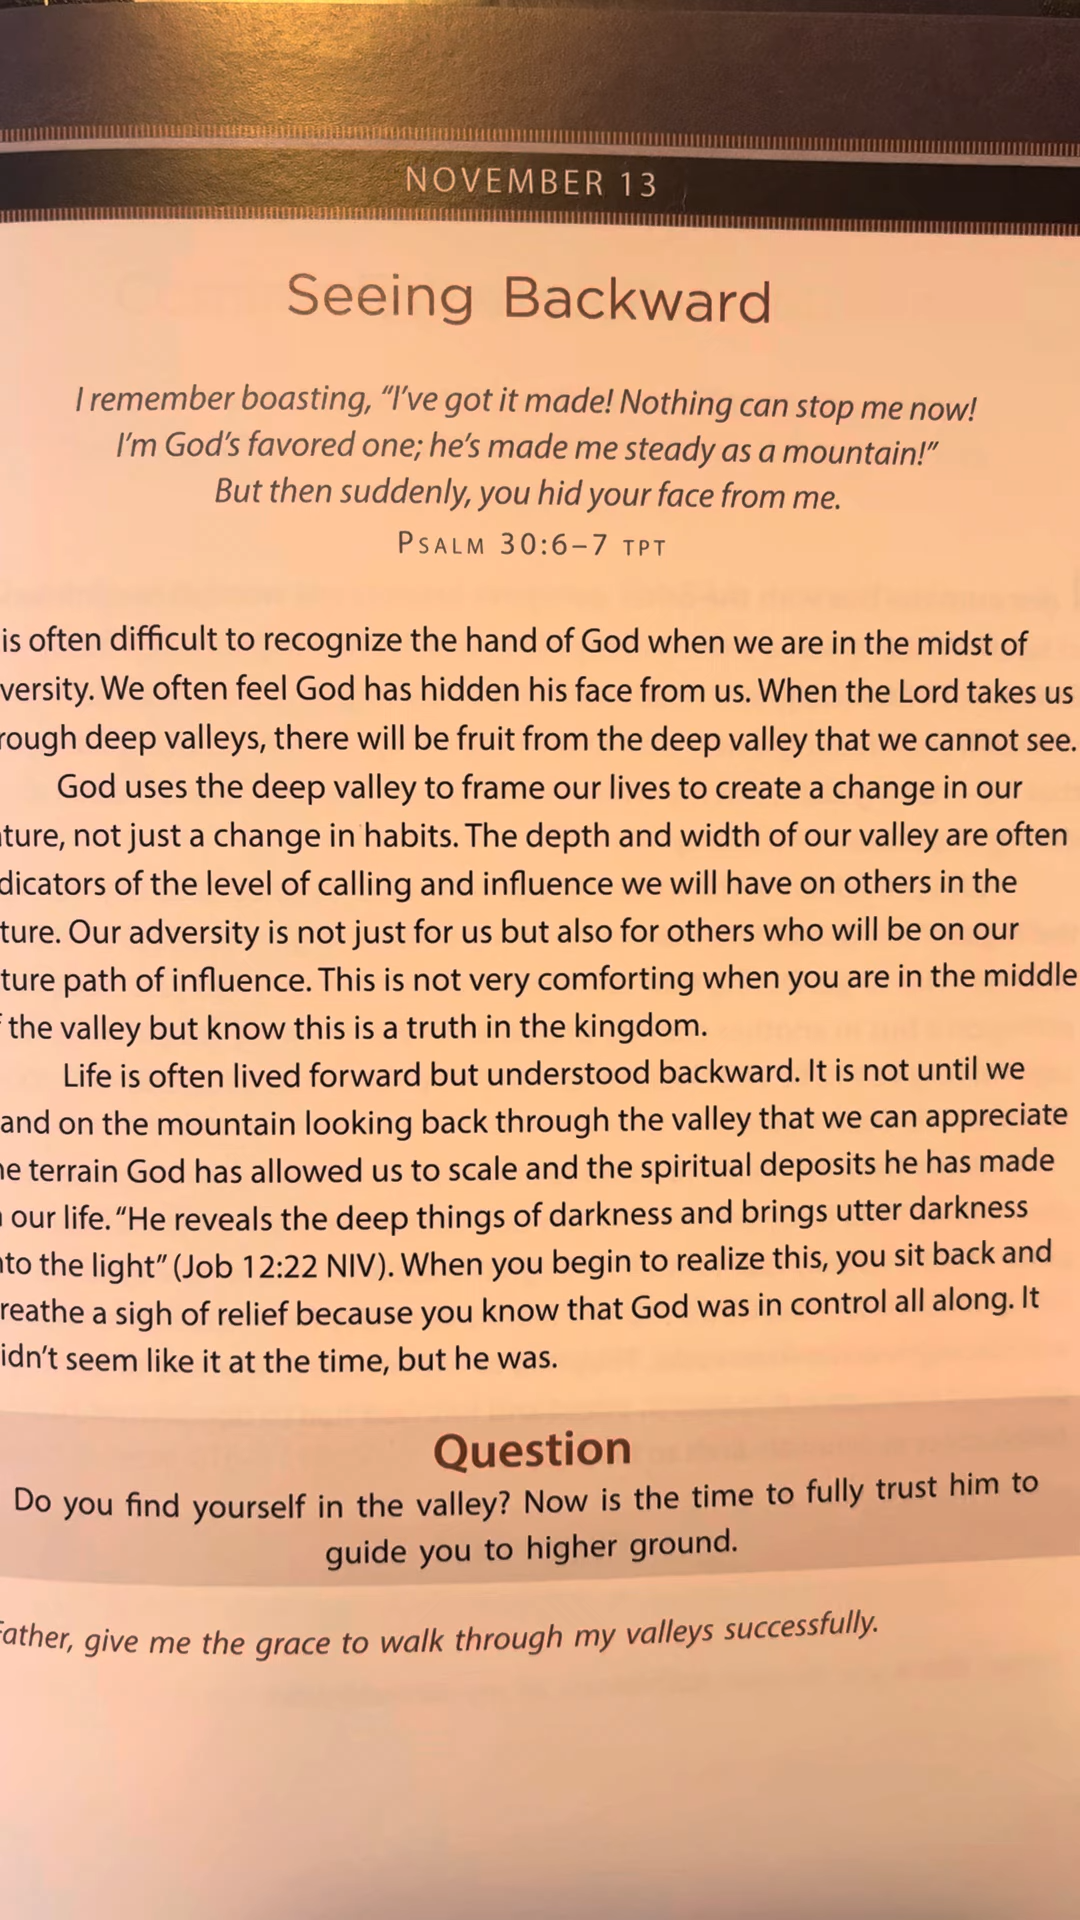 NOVEMBER 13
Seeing Backward
I remember boasting, “I’ve got it made! Nothing can stop me now!
I’m God’s favored one; he’s made me steady as a mountain!”
But then suddenly, you hid your face from me.
PSALM 30:6–7 TPT
is often difficult to recognize the hand of God when we are in the midst of
versity. We often feel God has hidden his face from us. When the Lord takes us
rough deep valleys, there will be fruit from the deep valley that we cannot see.
God uses the deep valley to frame our lives to create a change in our
ture, not just a change in habits. The depth and width of our valley are often
dicators of the level of calling and influence we will have on others in the
ture. Our adversity is not just for us but also for others who will be on our
ture path of influence. This is not very comforting when you are in the middle
the valley but know this is a truth in the kingdom.
Life is often lived forward but understood backward. It is not until we
and on the mountain looking back through the valley that we can appreciate
e terrain God has allowed us to scale and the spiritual deposits he has made
our life. “He reveals the deep things of darkness and brings utter darkness
to the light” (Job 12:22 NIV). When you begin to realize this, you sit back and
reathe a sigh of relief because you know that God was in control all along. It
idn’t seem like it at the time, but he was.
Question
Do you find yourself in the valley? Now is the time to fully trust him to
guide you to higher ground.
ather, give me the grace to walk through my valleys successfully.